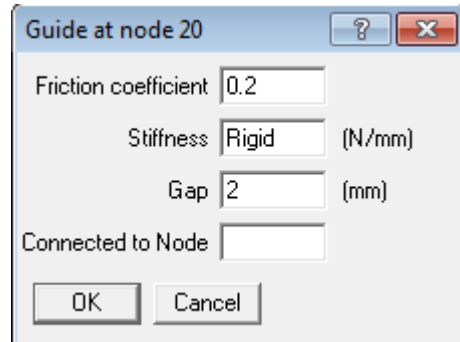 Guide at node 20
Friction coefficient 0.2
Stiffness Rigid (N/mm)
Gap 2 (mm)
Connected to Node
OK Cancel